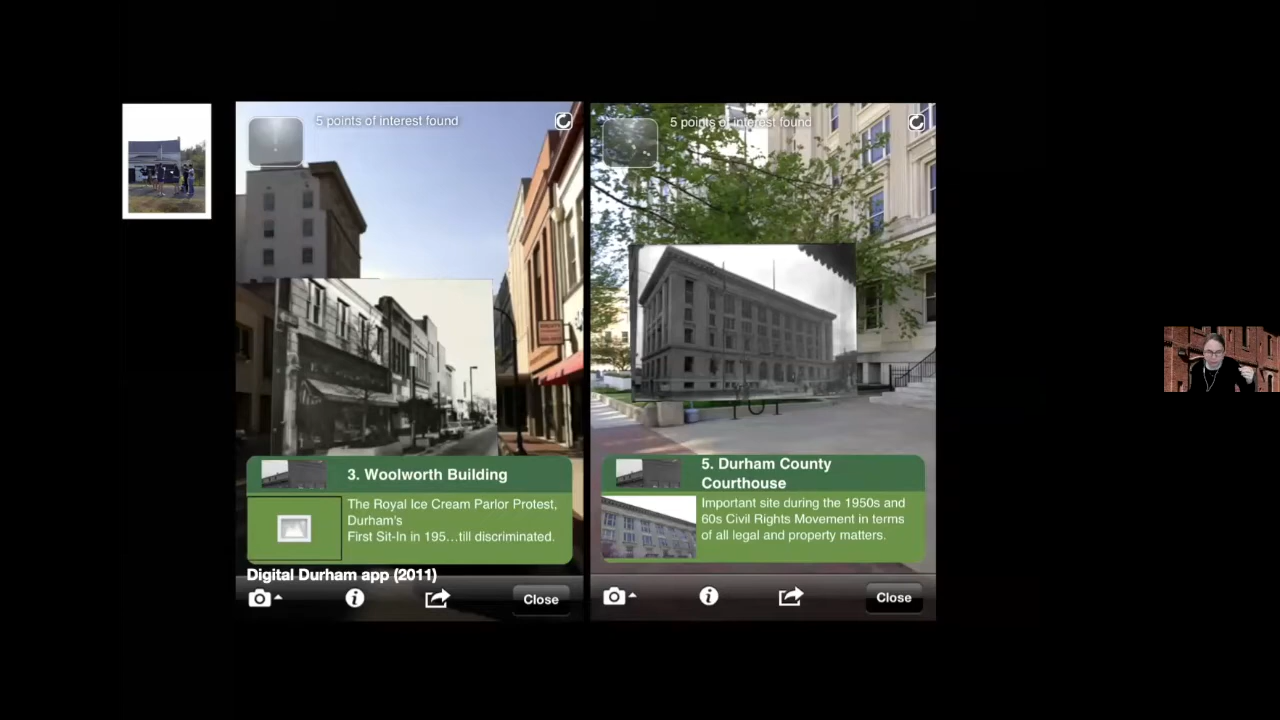 5 points of interest found
3. Woolworth Building
The Royal Ice Cream Parlor Protest,
Durham's
First Sit-In in 195...till discriminated.
Digital Durham app (2011)
Close
5 points of interest found
5. Durham County
Courthouse
Important site during the 1950s and
60s Civil Rights Movement in terms
of all legal and property matters.
Close